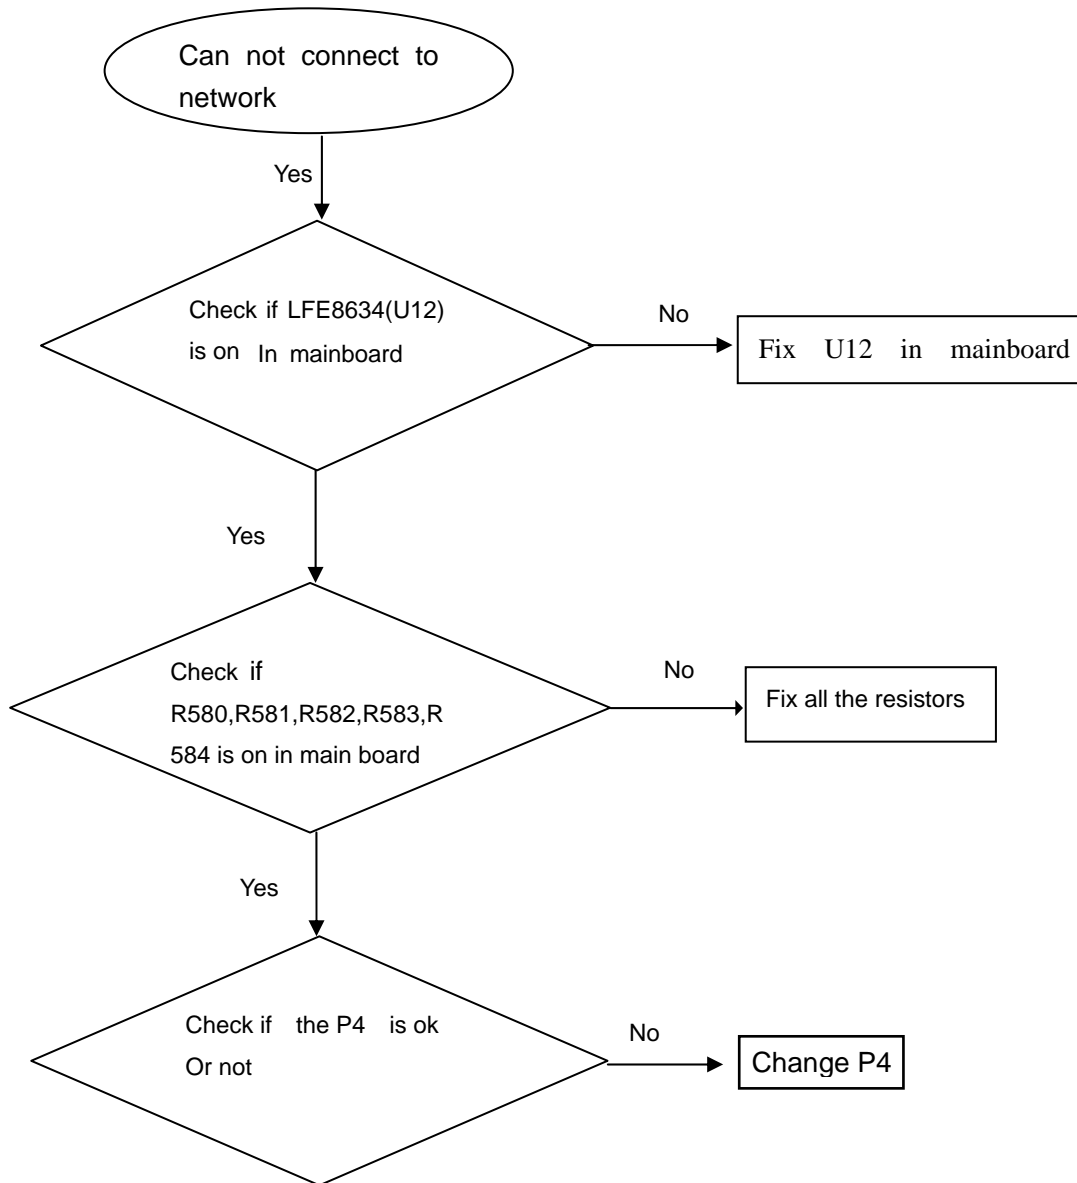 Can not connect to
network
Yes
Check if LFE8634(U12)
is on In mainboard
No
Fix U12 in mainboard
Yes
Check if
R580,R581,R582,R583,R
584 is on in main board
No
Fix all the resistors
Yes
Check if the P4 is ok
Or not
No
Change P4